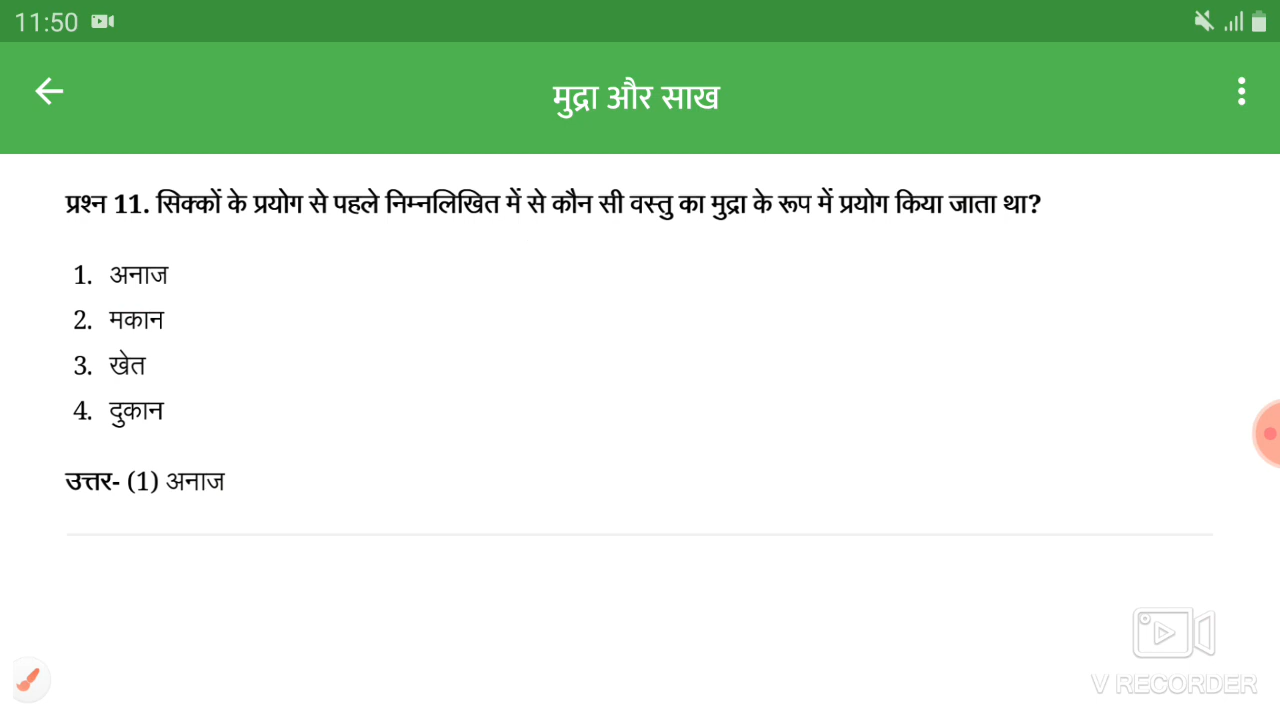 11:50
मुद्रा और साख
प्रश्न 11. सिक्कों के प्रयोग से पहले निम्नलिखित में से कौन सी वस्तु का मुद्रा के रूप में प्रयोग किया जाता था?
1. अनाज
2. मकान
3. खेत
4. दुकान
उत्तर- (1) अनाज
V RECORDER